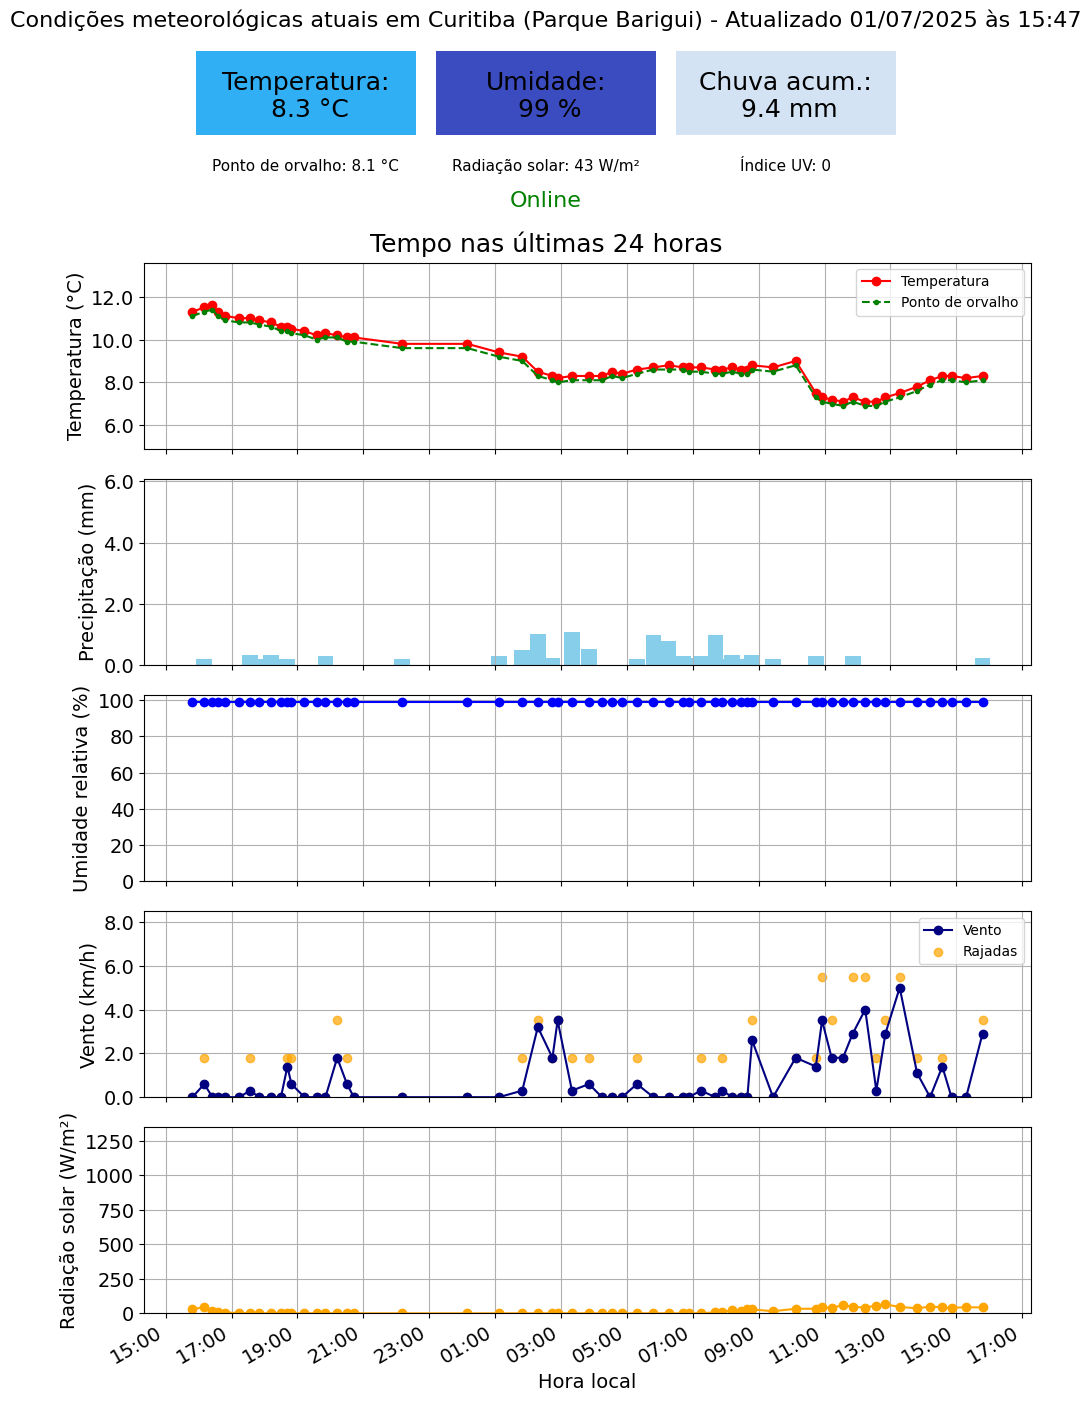 Condições meteorológicas atuais em Curitiba (Parque Barigui) - Atualizado 01/07/2025 às 15:47
Temperatura:
8.3 °C
Umidade:
99 %
Chuva acum.:
9.4 mm
Ponto de orvalho: 8.1 °C
Radiação solar: 43 W/m²
Índice UV: 0
Online
Tempo nas últimas 24 horas
Temperatura (°C)
12.0
10.0
8.0
6.0
Temperatura
Ponto de orvalho
Precipitação (mm)
6.0
4.0
2.0
0.0
Umidade relativa (%)
100
80
60
40
20
0
Vento (km/h)
8.0
6.0
4.0
2.0
0.0
Vento
Rajadas
Radiação solar (W/m²)
1250
1000
750
500
250
0
15:00
17:00
19:00
21:00
23:00
01:00
03:00
05:00
07:00
09:00
11:00
13:00
15:00
17:00
Hora local